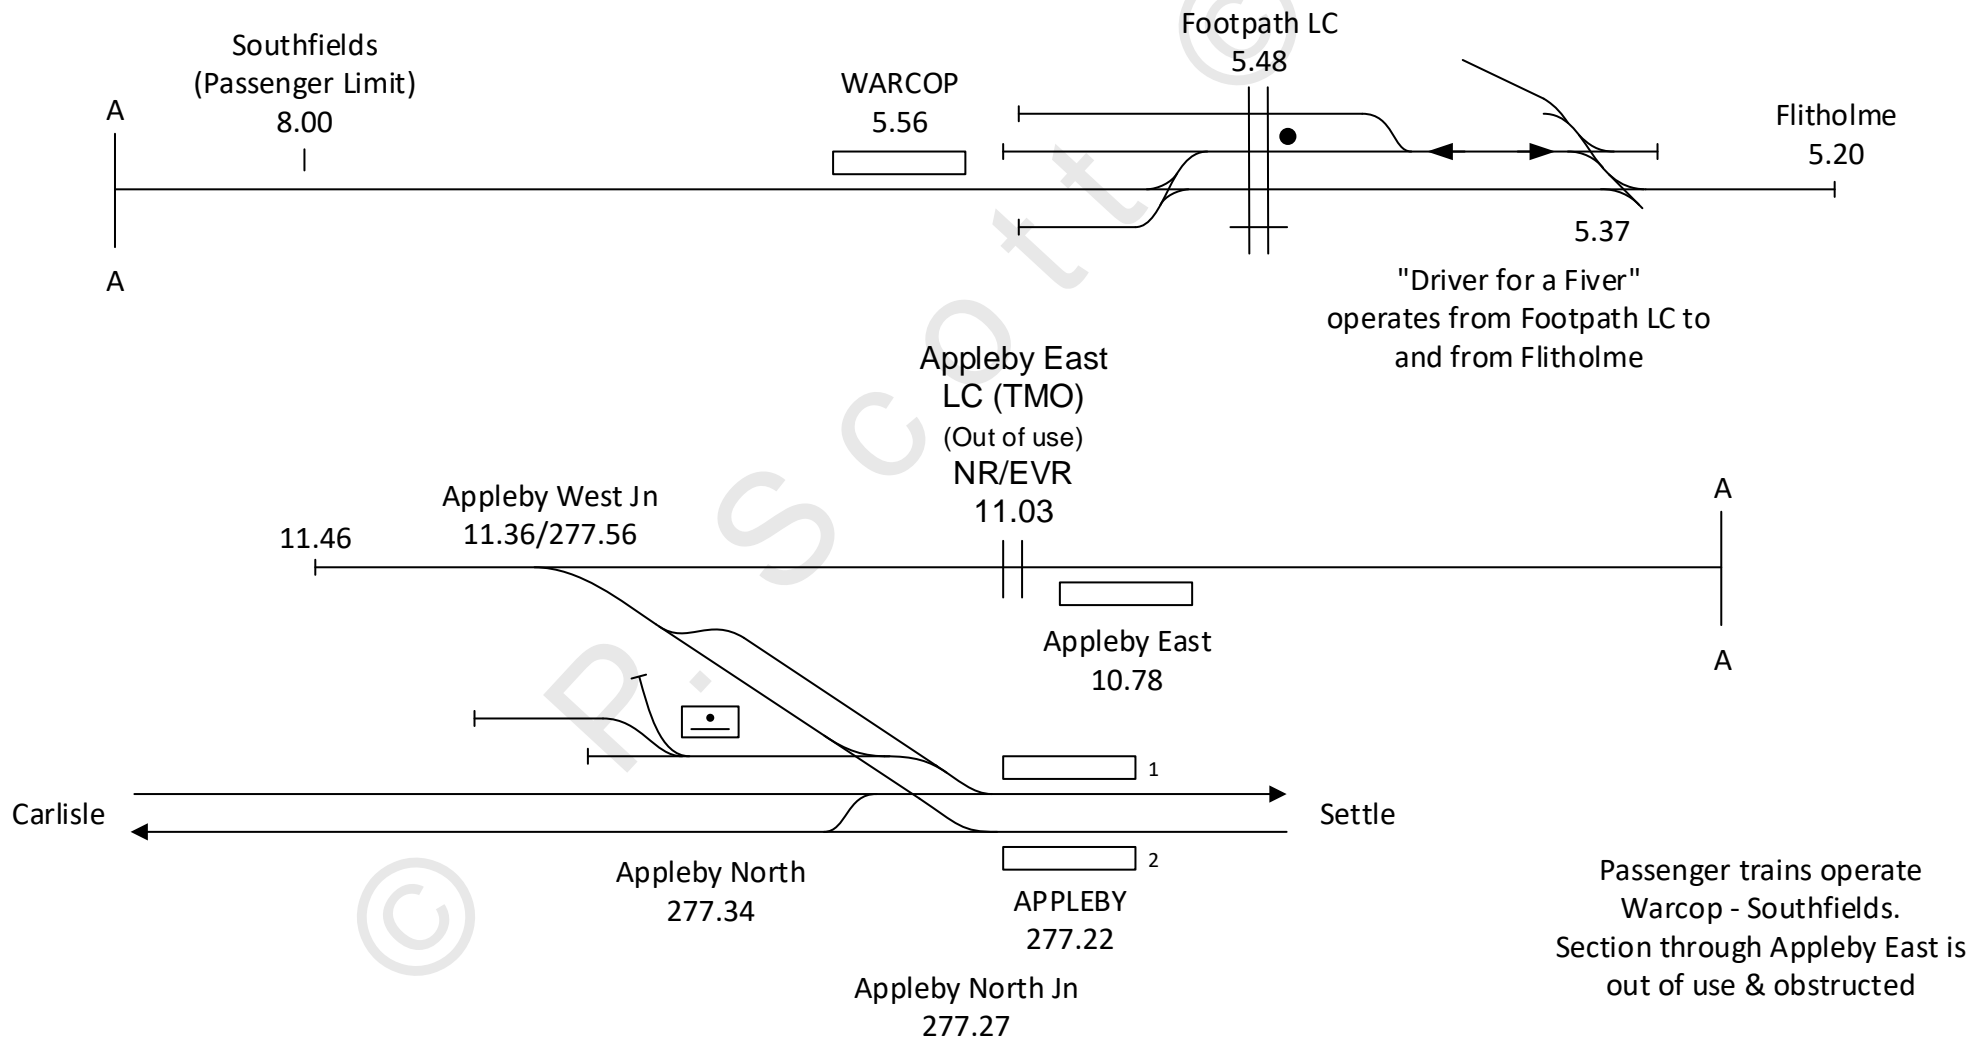 Footpath LC
5.48
Southfields
(Passenger Limit)
8.00
WARCOP
5.56
Flitholme
5.20
A
A
5.37
"Driver for a Fiver"
operates from Footpath LC to
and from Flitholme
Appleby East
LC (TMO)
(Out of use)
NR/EVR
11.03
Appleby West Jn
11.36/277.56
11.46
A
A
Appleby East
10.78
1
Carlisle
Settle
2
Appleby North
277.34
APPLEBY
277.22
Appleby North Jn
277.27
Passenger trains operate
Warcop - Southfields.
Section through Appleby East is
out of use & obstructed
© P. Scott ©